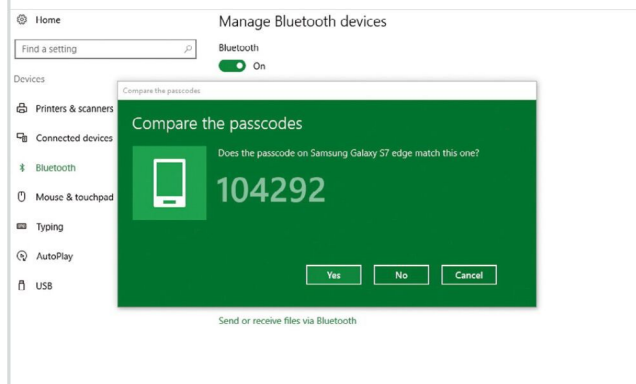 Home
Find a setting
Devices
Printers & scanners
Connected devices
Bluetooth
Mouse & touchpad
Typing
AutoPlay
USB
Manage Bluetooth devices
Bluetooth
On
Compare the passcodes
Compare the passcodes
Does the passcode on Samsung Galaxy S7 edge match this one?
104292
Yes No Cancel
Send or receive files via Bluetooth